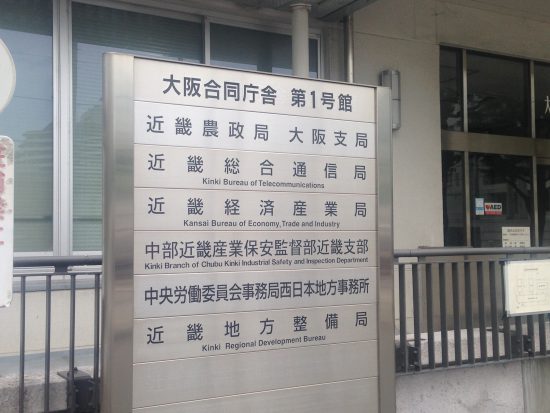 大阪合同庁舎 第1号館
近畿農政局 大阪支局
近畿総合通信局
Kinki Bureau of Telecommunications
近畿経済産業局
Kansai Bureau of Economy, Trade and Industry
中部近畿産業保安監督部近畿支部
Kinki Branch of Chubu Kinki Industrial Safety and Inspection Department
中央労働委員会事務局西日本地方事務所
近畿地方整備局
Kinki Regional Development Bureau
AED